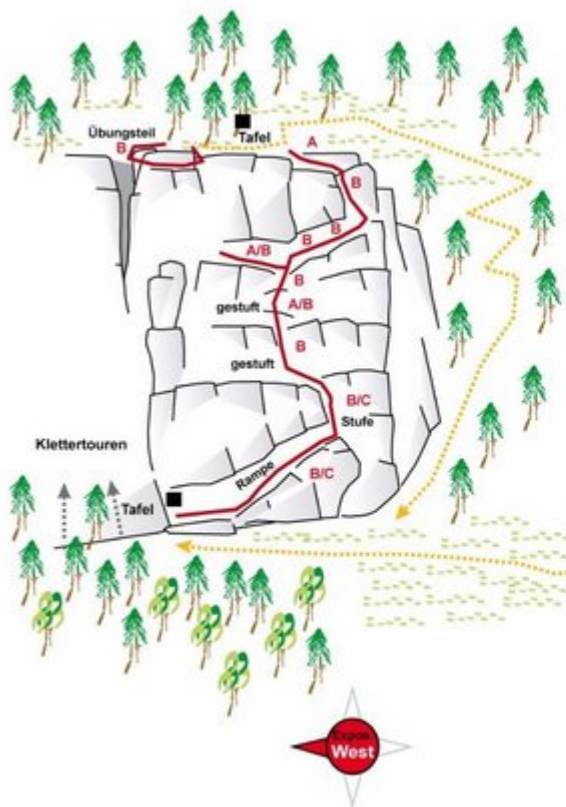 Übungsteil
B
Tafel
A
B
B
B
A/B
B
A/B
gestuft
B
gestuft
B/C
Stufe
Klettertouren
Rampe
B/C
Tafel
Expos.
West